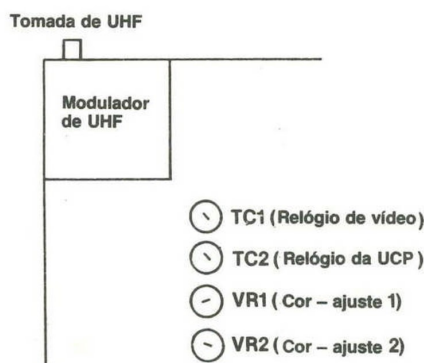 Tomada de UHF
Modulador
de UHF
TC1 (Relógio de vídeo)
TC2 (Relógio da UCP)
VR1 (Cor – ajuste 1)
VR2 (Cor – ajuste 2)